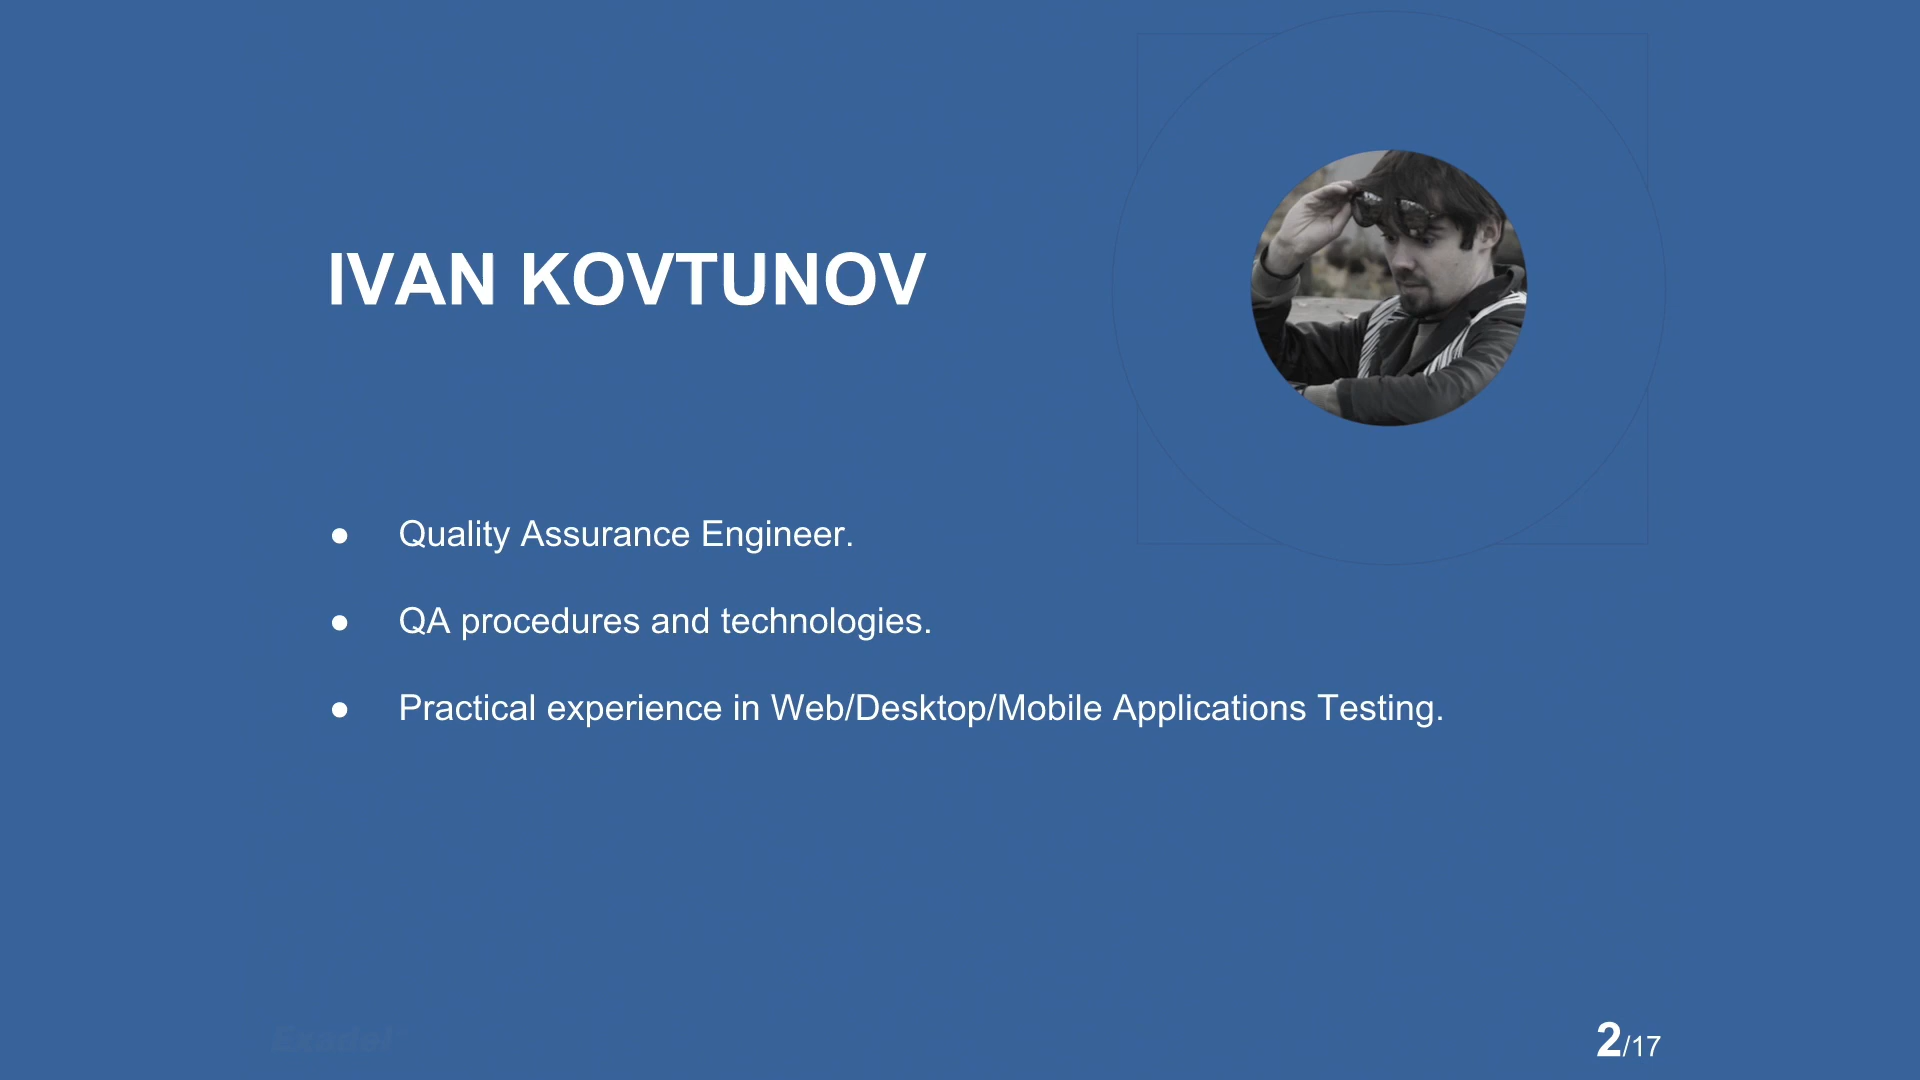 IVAN KOVTUNOV
● Quality Assurance Engineer.
● QA procedures and technologies.
● Practical experience in Web/Desktop/Mobile Applications Testing.
Exadel
2/17